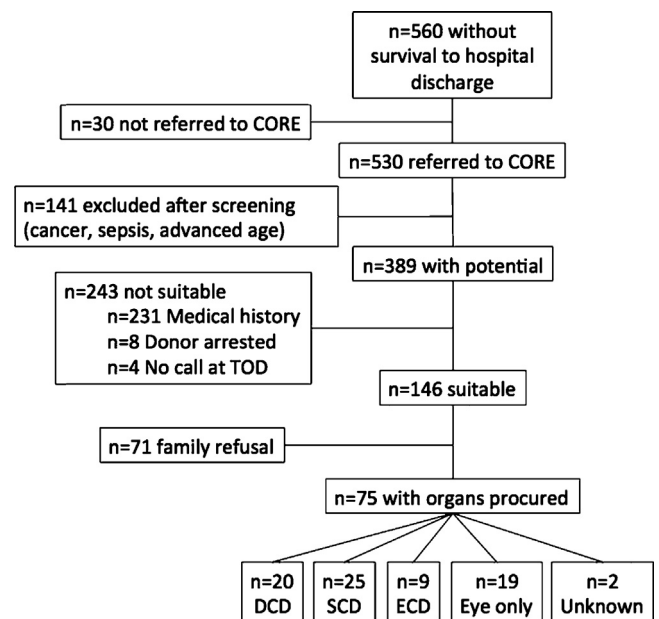 n=560 without
survival to hospital
discharge
n=30 not referred to CORE
n=530 referred to CORE
n=141 excluded after screening
(cancer, sepsis, advanced age)
n=389 with potential
n=243 not suitable
n=231 Medical history
n=8 Donor arrested
n=4 No call at TOD
n=146 suitable
n=71 family refusal
n=75 with organs procured
n=20
DCD
n=25
SCD
n=9
ECD
n=19
Eye only
n=2
Unknown